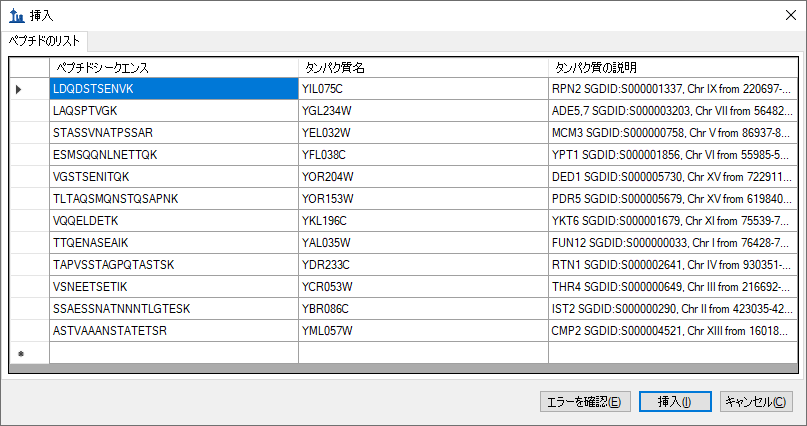 挿入
ペプチドのリスト
ペプチドシークエンス タンパク質名 タンパク質の説明
LDQDSTSENVK YIL075C RPN2 SGDID:S000001337, Chr IX from 220697-...
LAQSPTVGK YGL234W ADE5,7 SGDID:S000003203, Chr VII from 56482...
STASSVNATPSSAR YEL032W MCM3 SGDID:S000000758, Chr V from 86937-8...
ESMSQQNLNETTQK YFL038C YPT1 SGDID:S000001856, Chr VI from 55985-5...
VGSTSENITQK YOR204W DED1 SGDID:S000005730, Chr XV from 722911...
TLTAQSMQNSTQSAPNK YOR153W PDR5 SGDID:S000005679, Chr XV from 619840...
VQQELDETK YKL196C YKT6 SGDID:S000001679, Chr XI from 75539-7...
TTQENASEAIK YAL035W FUN12 SGDID:S000000033, Chr I from 76428-7...
TAPVSSTAGPQTASTSK YDR233C RTN1 SGDID:S000002641, Chr IV from 930351-...
VSNEETSETIK YCR053W THR4 SGDID:S000000649, Chr III from 216692-...
SSAESSNATNNNTLGTESK YBR086C IST2 SGDID:S000000290, Chr II from 423035-42...
ASTVAAANSTATETSR YML057W CMP2 SGDID:S000004521, Chr XIII from 16018...
エラーを確認(E) 挿入(I) キャンセル(C)